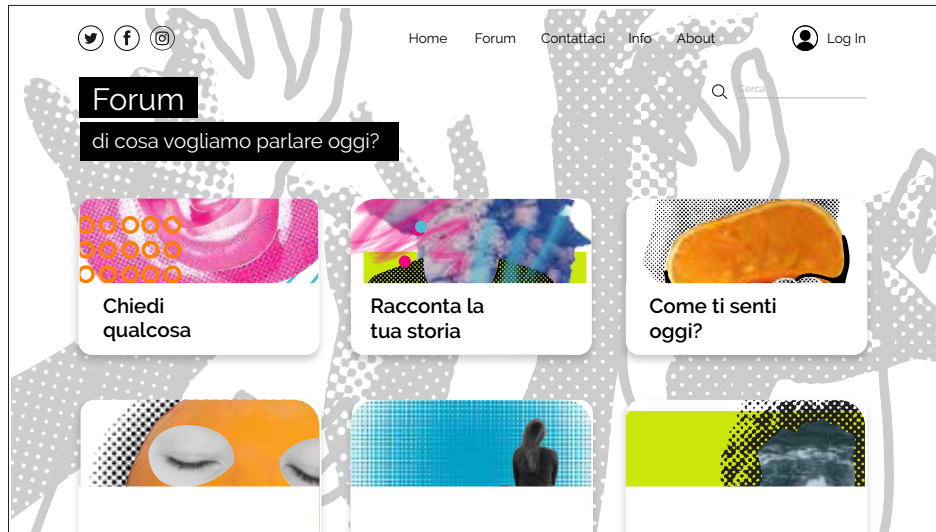 Home Forum Contattaci Info About Log In
Forum
Cerca
di cosa vogliamo parlare oggi?
Chiedi
qualcosa
Racconta la
tua storia
Come ti senti
oggi?